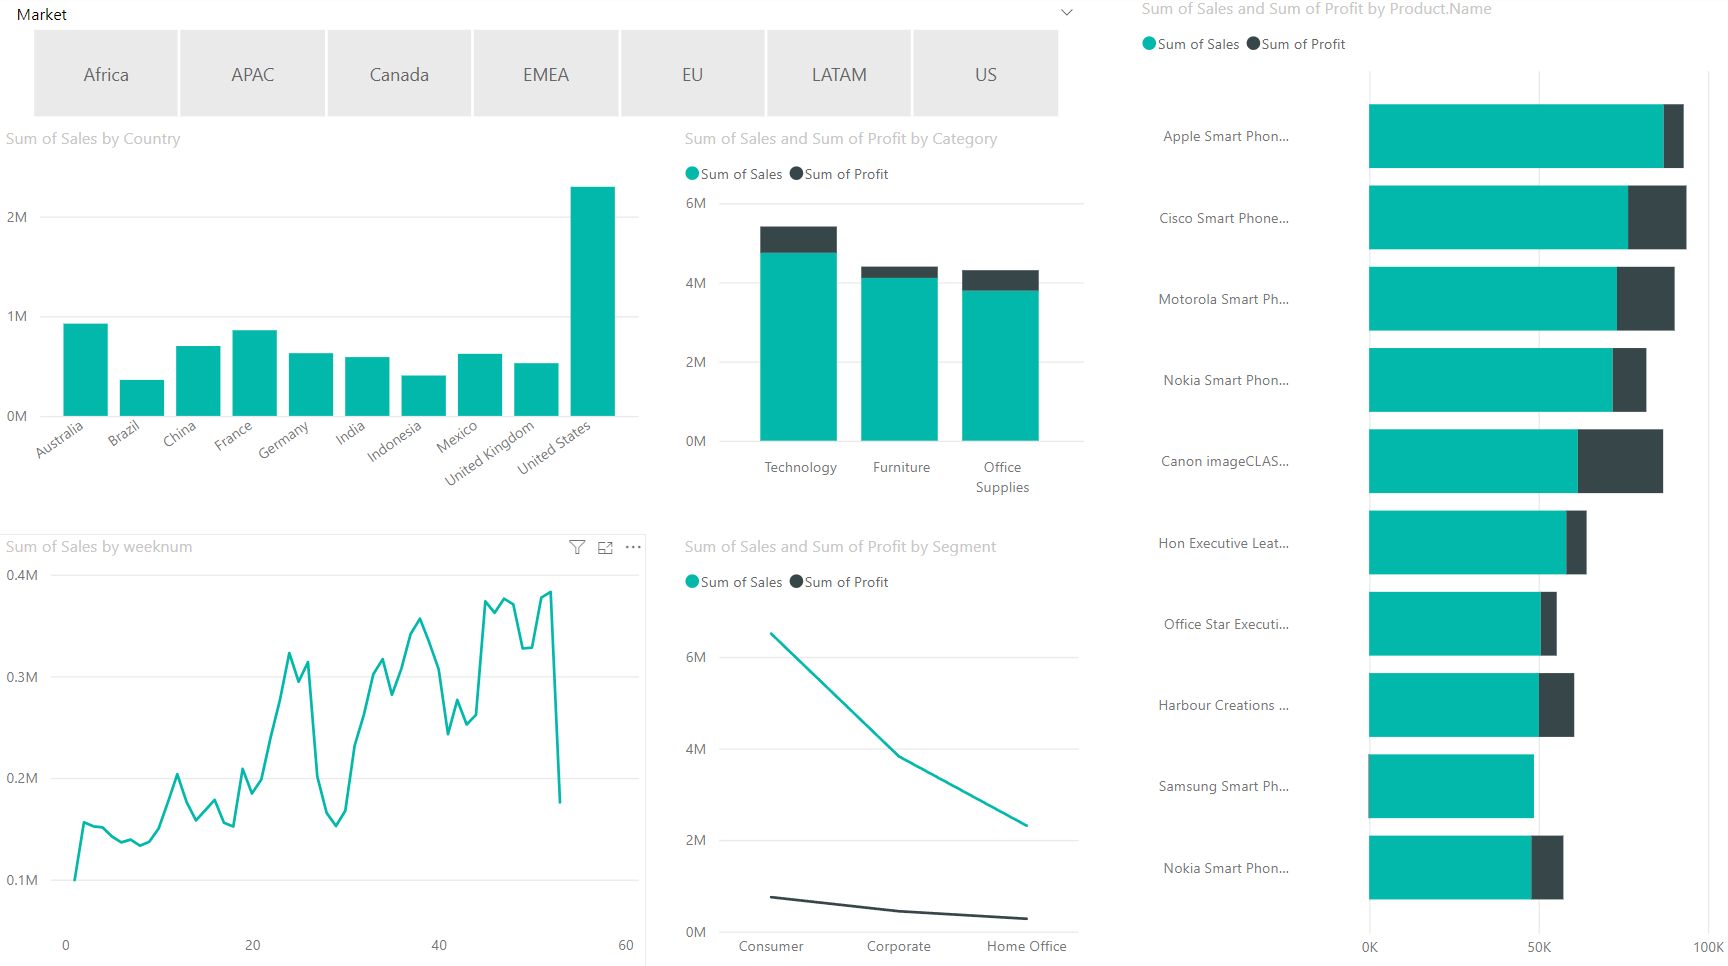 Market
Africa
APAC
Canada
EMEA
EU
LATAM
US
Sum of Sales by Country
2M
1M
0M
Australia
Brazil
China
France
Germany
India
Indonesia
Mexico
United Kingdom
United States
Sum of Sales and Sum of Profit by Category
Sum of Sales
Sum of Profit
6M
4M
2M
0M
Technology
Furniture
Office
Supplies
Sum of Sales by weeknum
0.4M
0.3M
0.2M
0.1M
0
20
40
60
Sum of Sales and Sum of Profit by Segment
Sum of Sales
Sum of Profit
6M
4M
2M
0M
Consumer
Corporate
Home Office
Sum of Sales and Sum of Profit by Product.Name
Sum of Sales
Sum of Profit
Apple Smart Phon...
Cisco Smart Phone...
Motorola Smart Ph...
Nokia Smart Phon...
Canon imageCLAS...
Hon Executive Leat...
Office Star Executi...
Harbour Creations ...
Samsung Smart Ph...
Nokia Smart Phon...
0K
50K
100K